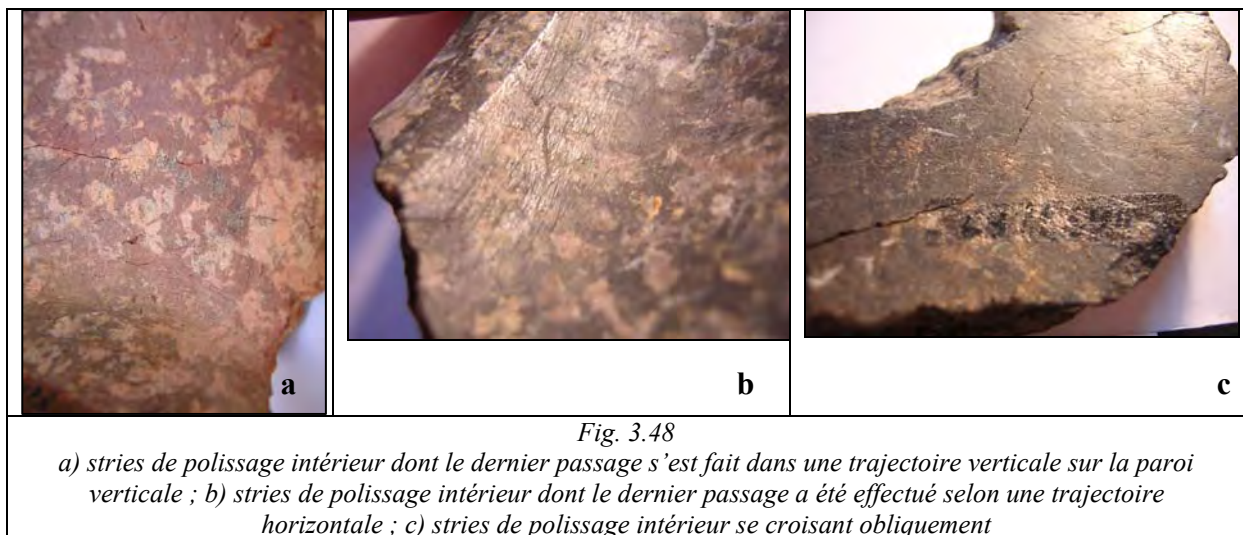 a
b
c
Fig. 3.48
a) stries de polissage intérieur dont le dernier passage s’est fait dans une trajectoire verticale sur la paroi
verticale ; b) stries de polissage intérieur dont le dernier passage a été effectué selon une trajectoire
horizontale ; c) stries de polissage intérieur se croisant obliquement